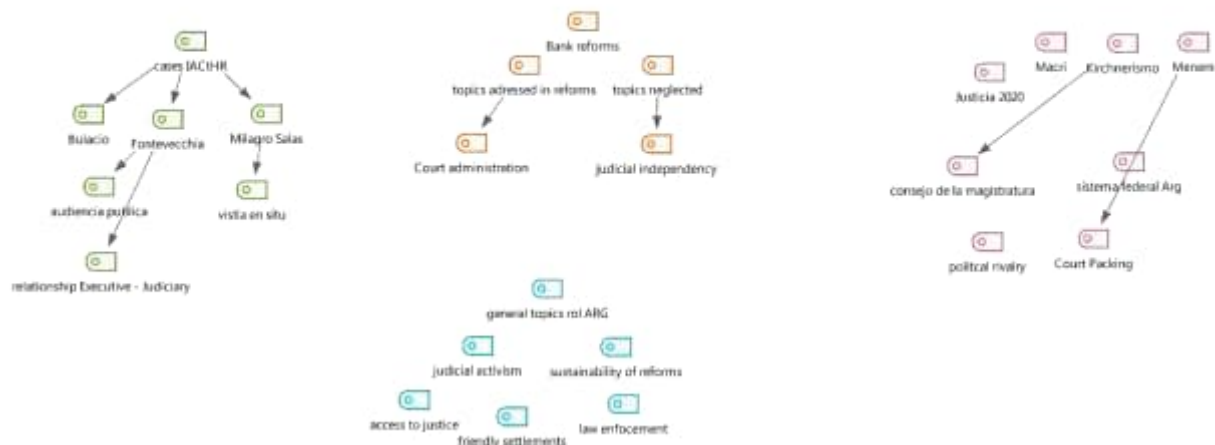 cases IACtHR
Bulacio
Fontevecchia
Milagro Salas
audiencia publica
vistia en situ
relationship Executive - Judiciary
Bank reforms
topics adressed in reforms
topics neglected
Court administration
judicial independency
Macri
Kirchnerismo
Menem
Justicia 2020
consejo de la magistratura
sistema federal Arg
politcal rivalry
Court Packing
general topics rol ARG
judicial activism
sustainability of reforms
access to justice
friendly settlements
law enfocement